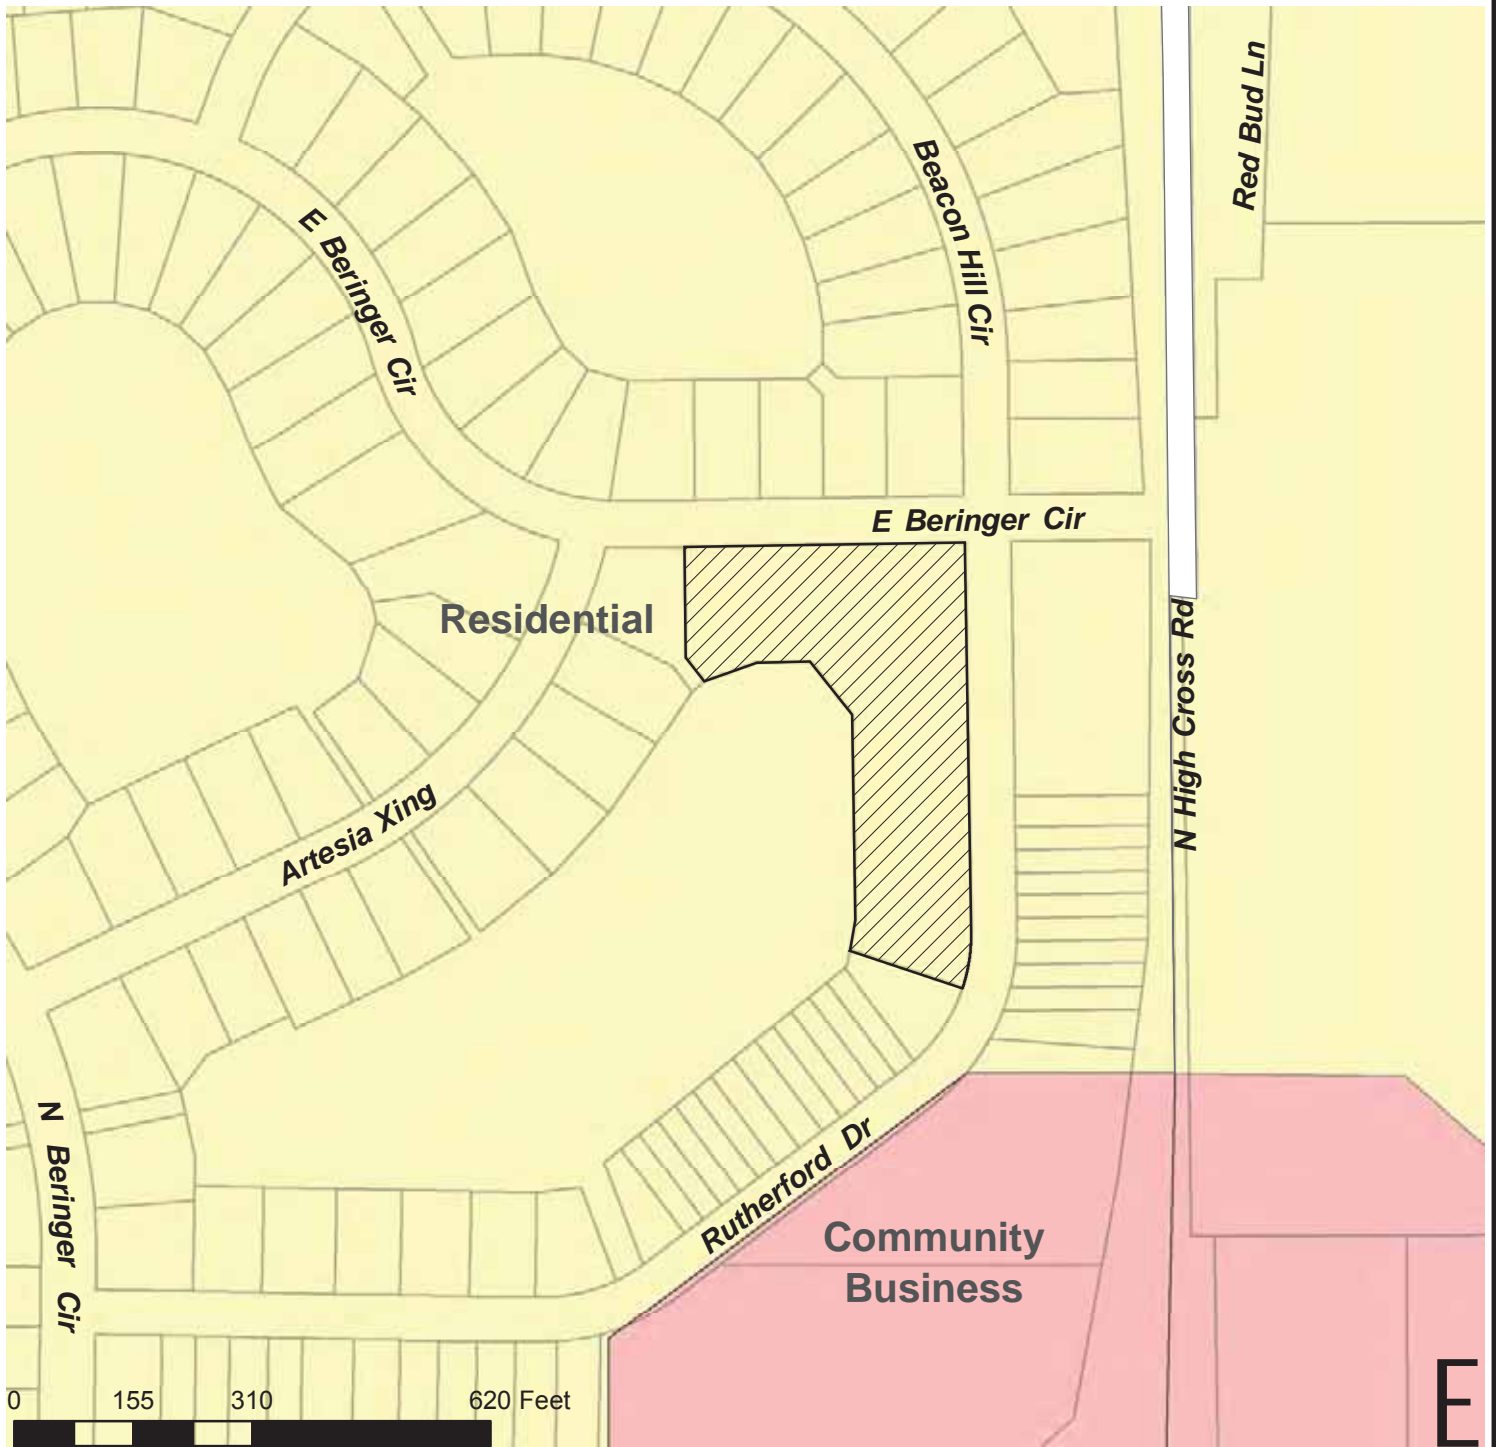 Red Bud Ln
Beacon Hill Cir
E Beringer Cir
E Beringer Cir
Residential
N High Cross Rd
Artesia Xing
N Beringer Cir
Rutherford Dr
Community
Business
0 155 310 620 Feet
E